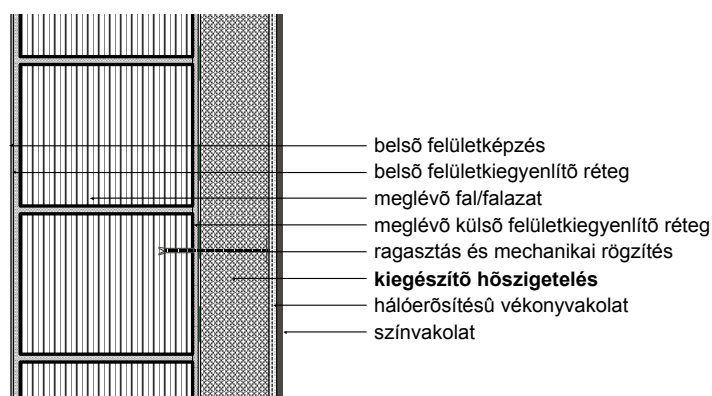 belsõ felületképzés
belsõ felületkiegyenlítõ réteg
meglévõ fal/falazat
meglévõ külsõ felületkiegyenlítõ réteg
ragasztás és mechanikai rögzítés
kiegészítõ hõszigetelés
hálóerõsítésû vékonyvakolat
színvakolat